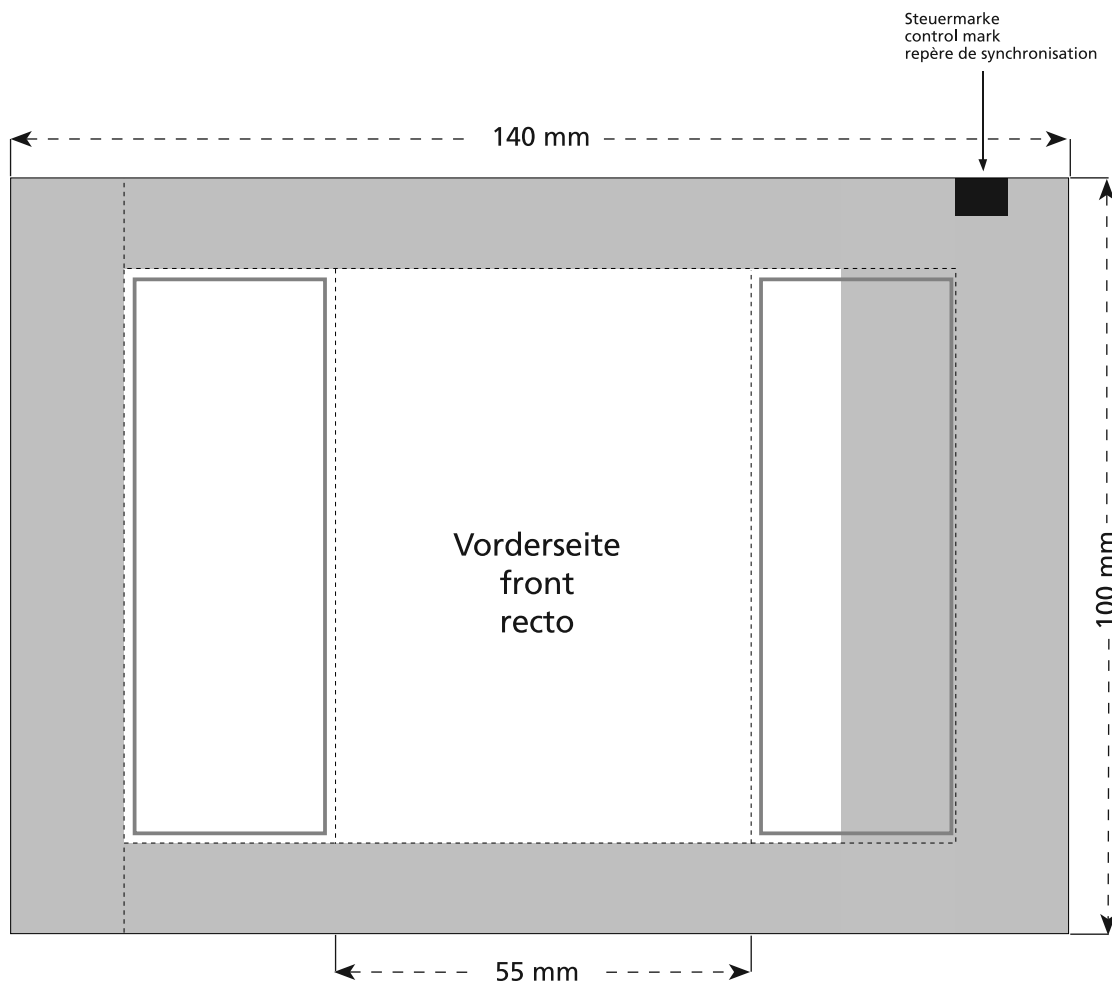 Steuermarke
control mark
repère de synchronisation
140 mm
Vorderseite
front
recto
100 mm
55 mm